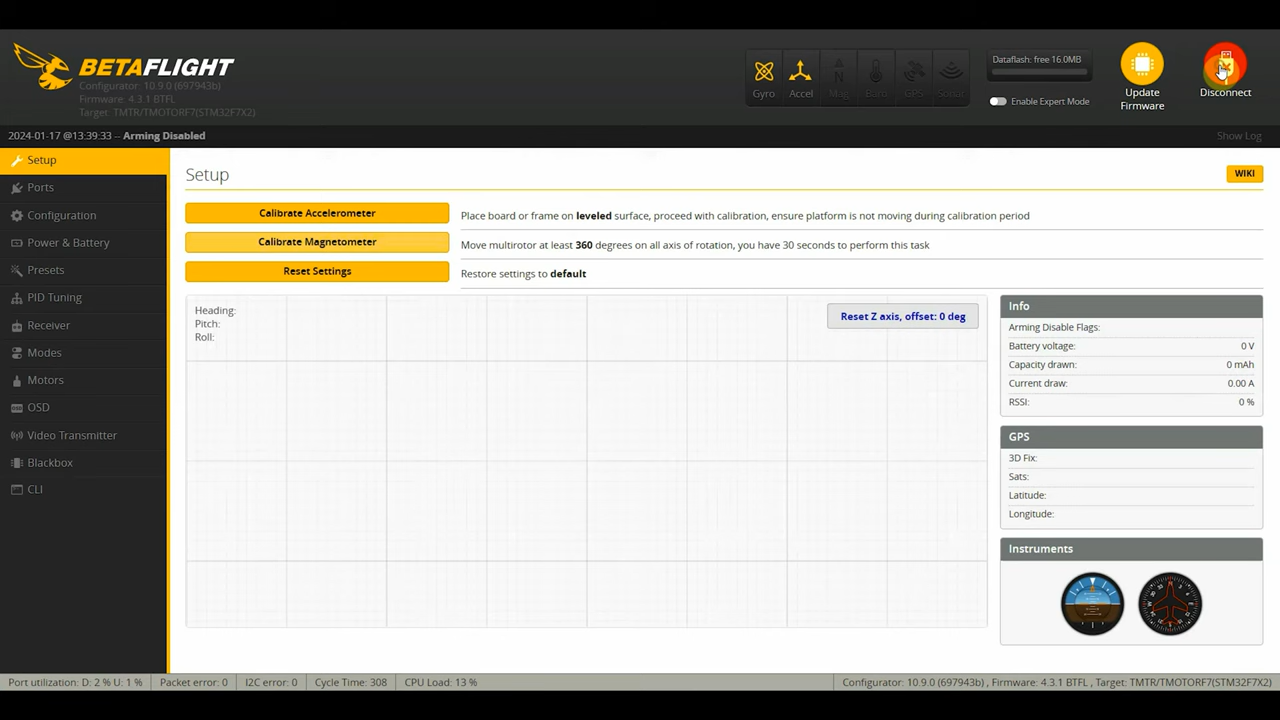 BETAFLIGHT
Configurator: 10.9.0 (697943b)
Firmware: 4.3.1 BTFL
Target: TMTR/TMOTORF7(STM32F7X2)
Gyro
Accel
Mag
Baro
GPS
Sonar
Dataflash: free 16.0MB
Enable Expert Mode
Update
Firmware
Disconnect
2024-01-17 @13:39:33 -- Arming Disabled
Show Log
Setup
Ports
Configuration
Power & Battery
Presets
PID Tuning
Receiver
Modes
Motors
OSD
Video Transmitter
Blackbox
CLI
Setup
WIKI
Calibrate Accelerometer
Place board or frame on leveled surface, proceed with calibration, ensure platform is not moving during calibration period
Calibrate Magnetometer
Move multirotor at least 360 degrees on all axis of rotation, you have 30 seconds to perform this task
Reset Settings
Restore settings to default
Heading:
Pitch:
Roll:
Reset Z axis, offset: 0 deg
Info
Arming Disable Flags:
Battery voltage: 0 V
Capacity drawn: 0 mAh
Current draw: 0.00 A
RSSI: 0 %
GPS
3D Fix:
Sats:
Latitude:
Longitude:
Instruments
Port utilization: D: 2 % U: 1 %
Packet error: 0
I2C error: 0
Cycle Time: 308
CPU Load: 13 %
Configurator: 10.9.0 (697943b) , Firmware: 4.3.1 BTFL , Target: TMTR/TMOTORF7(STM32F7X2)